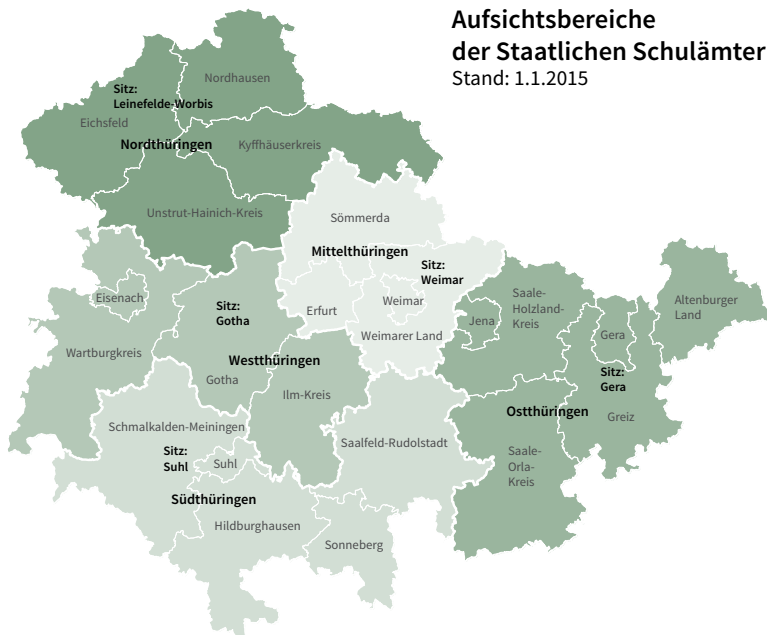 Aufsichtsbereiche
der Staatlichen Schulämter
Stand: 1.1.2015
Nordhausen
Sitz:
Leinefelde-Worbis
Eichsfeld
Nordthüringen
Kyffhäuserkreis
Unstrut-Hainich-Kreis
Sömmerda
Mittelthüringen
Sitz:
Weimar
Weimar
Erfurt
Weimarer Land
Eisenach
Sitz:
Gotha
Wartburgkreis
Westthüringen
Gotha
Ilm-Kreis
Saale-
Holzland-
Kreis
Jena
Altenburger
Land
Gera
Sitz:
Gera
Ostthüringen
Greiz
Saale-
Orla-
Kreis
Schmalkalden-Meiningen
Saalfeld-Rudolstadt
Sitz:
Suhl
Suhl
Südthüringen
Hildburghausen
Sonneberg